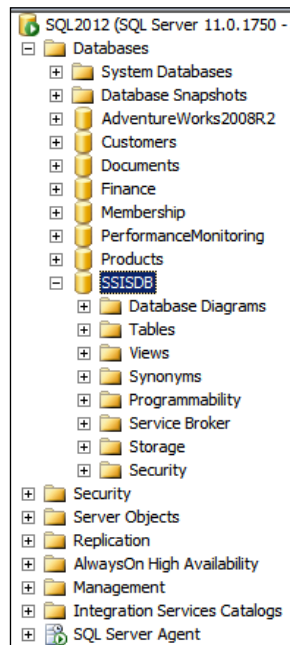 SQL2012 (SQL Server 11.0.1750 -
Databases
System Databases
Database Snapshots
AdventureWorks2008R2
Customers
Documents
Finance
Membership
PerformanceMonitoring
Products
SSISDB
Database Diagrams
Tables
Views
Synonyms
Programmability
Service Broker
Storage
Security
Security
Server Objects
Replication
AlwaysOn High Availability
Management
Integration Services Catalogs
SQL Server Agent